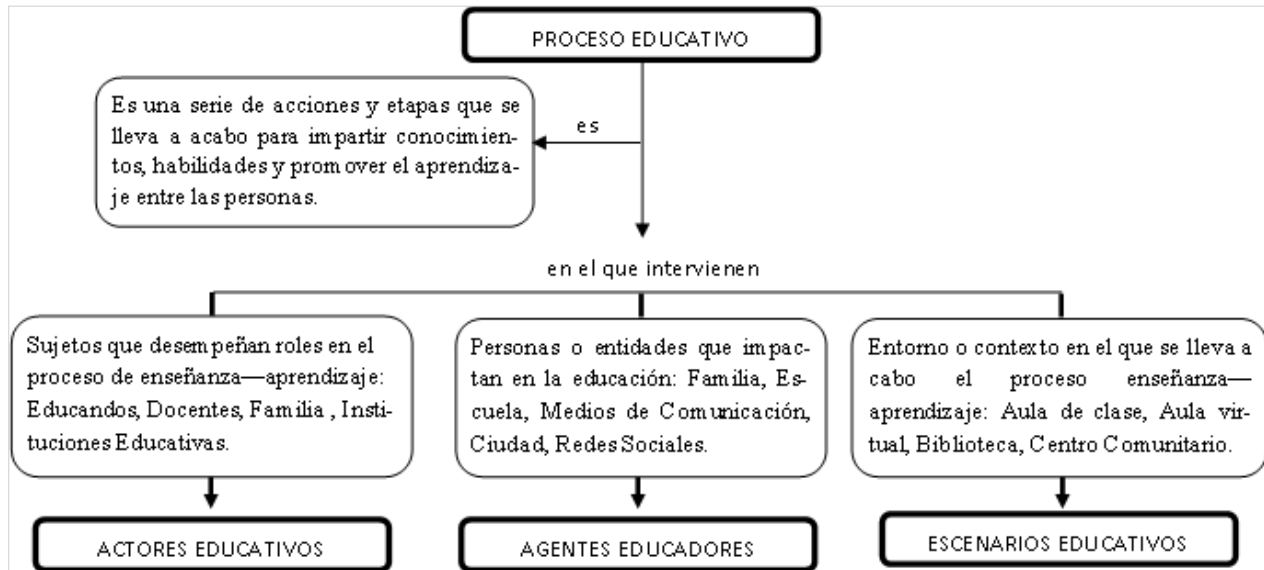 PROCESO EDUCATIVO
Es una serie de acciones y etapas que se
lleva a acabo para impartir conocimien-
tos, habilidades y promover el aprendiza-
je entre las personas.
es
en el que intervienen
Sujetos que desempeñan roles en el
proceso de enseñanza—aprendizaje:
Educandos, Docentes, Familia , Insti-
tuciones Educativas.
Personas o entidades que impac-
tan en la educación: Familia, Es-
cuela, Medios de Comunicación,
Ciudad, Redes Sociales.
Entorno o contexto en el que se lleva a
cabo el proceso enseñanza—
aprendizaje: Aula de clase, Aula vir-
tual, Biblioteca, Centro Comunitario.
ACTORES EDUCATIVOS
AGENTES EDUCADORES
ESCENARIOS EDUCATIVOS